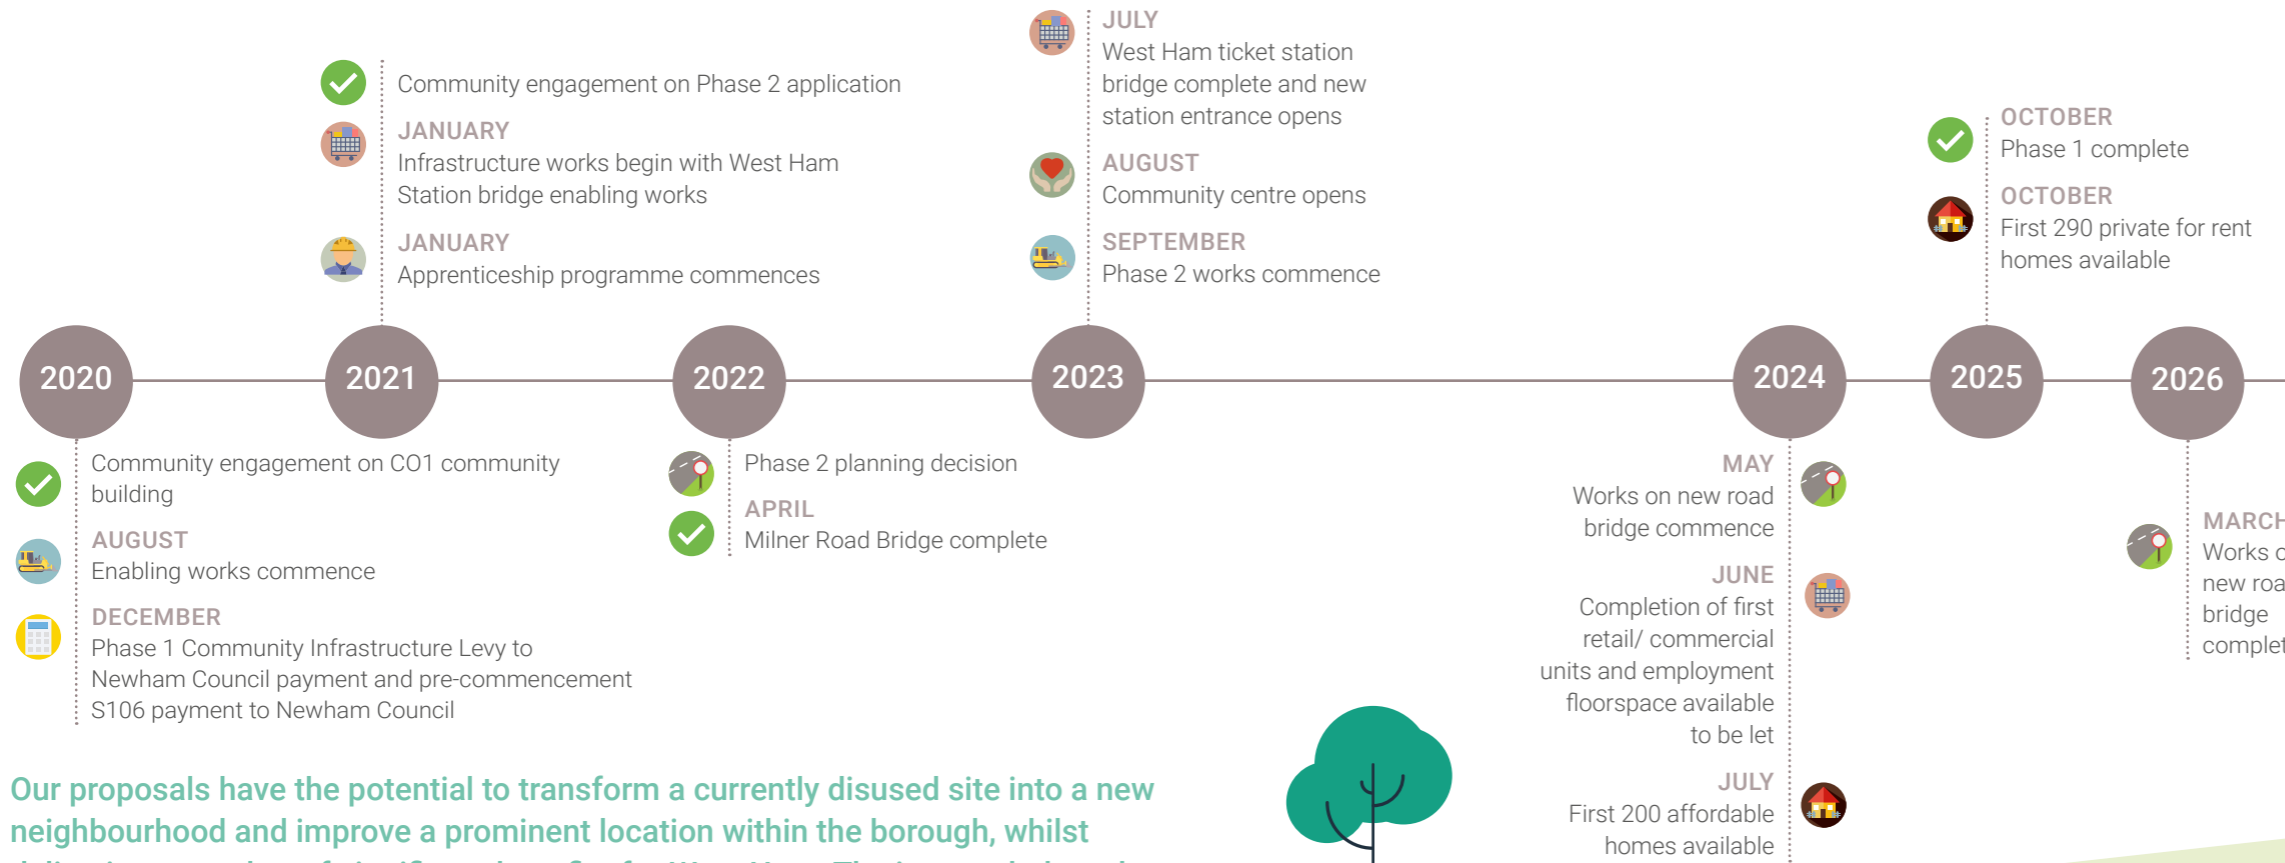 2020
Community engagement on CO1 community
building
AUGUST
Enabling works commence
DECEMBER
Phase 1 Community Infrastructure Levy to
Newham Council payment and pre-commencement
S106 payment to Newham Council
2021
Community engagement on Phase 2 application
JANUARY
Infrastructure works begin with West Ham
Station bridge enabling works
JANUARY
Apprenticeship programme commences
2022
Phase 2 planning decision
APRIL
Milner Road Bridge complete
2023
JULY
West Ham ticket station
bridge complete and new
station entrance opens
AUGUST
Community centre opens
SEPTEMBER
Phase 2 works commence
2024
MAY
Works on new road
bridge commence
JUNE
Completion of first
retail/ commercial
units and employment
floorspace available
to be let
JULY
First 200 affordable
homes available
2025
OCTOBER
Phase 1 complete
OCTOBER
First 290 private for rent
homes available
2026
MARCH
Works
new
bridge
Our proposals have the potential to transform a currently disused site into a new
neighbourhood and improve a prominent location within the borough, whilst